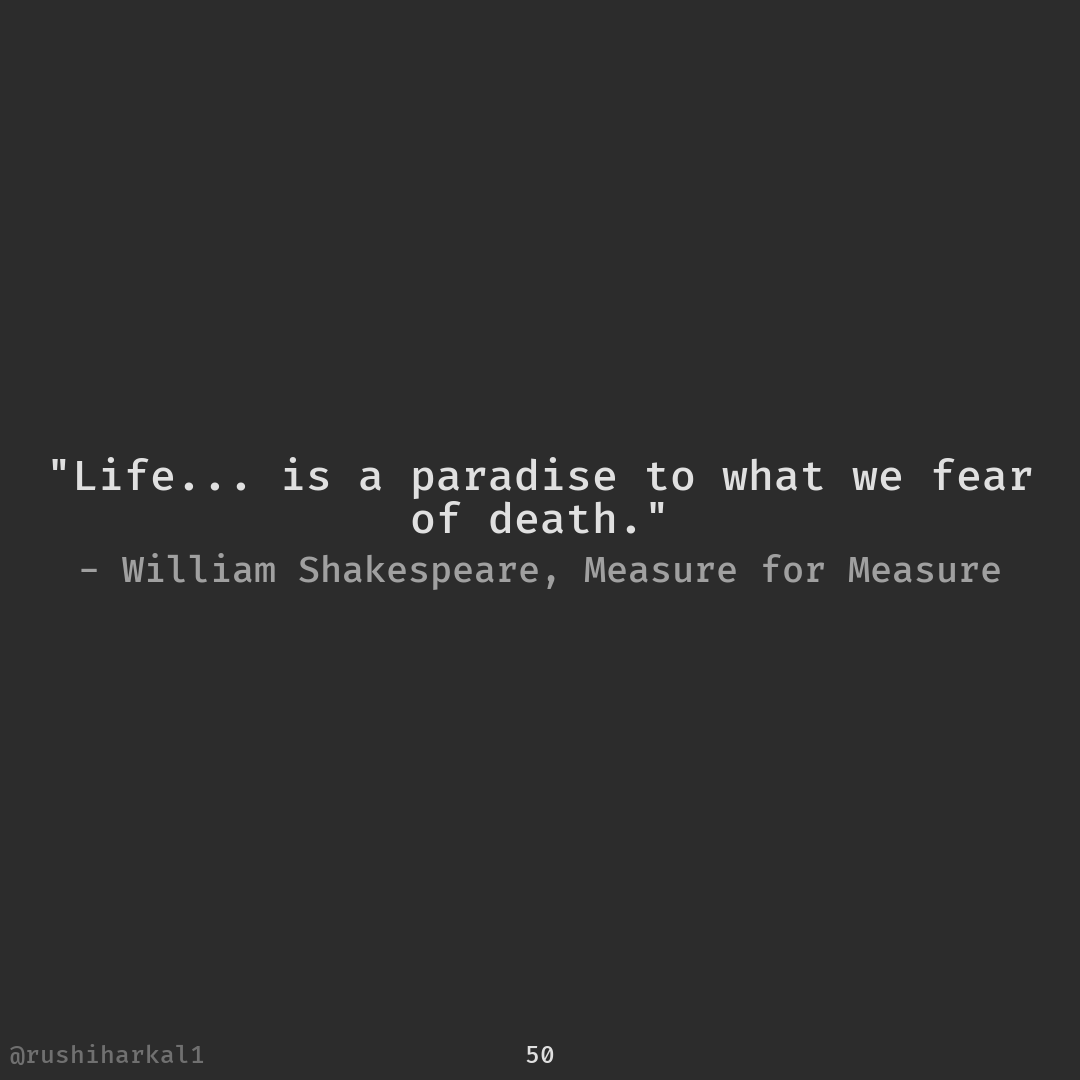 "Life... is a paradise to what we fear
of death."
– William Shakespeare, Measure for Measure
@rushiharkal1
50